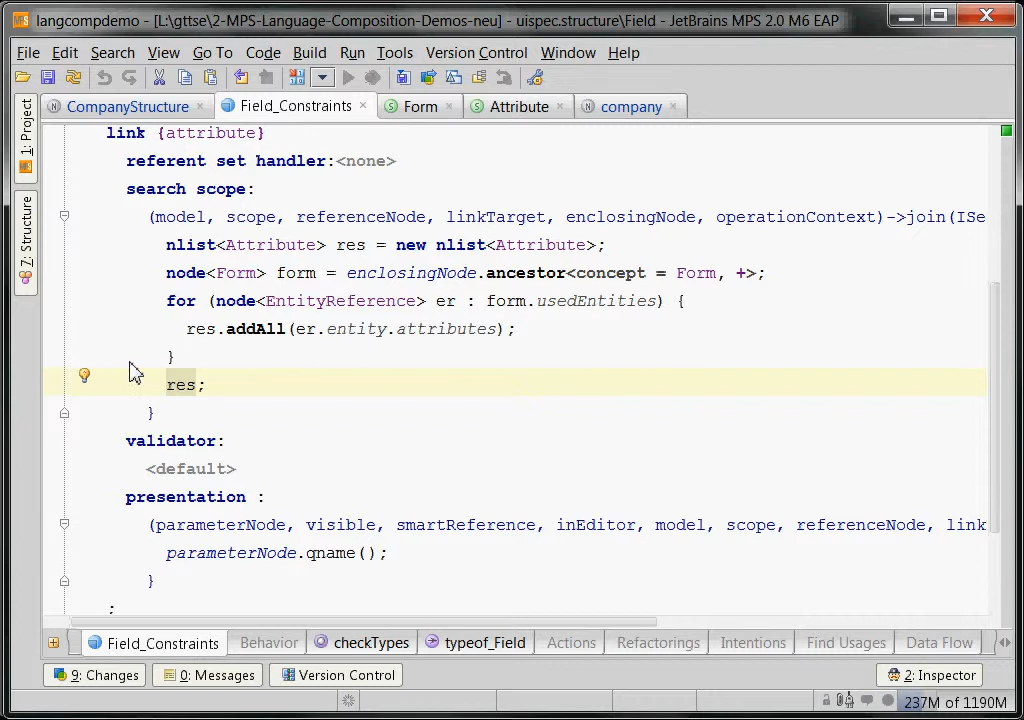 langcompdemo - [L:\gttse\2-MPS-Language-Composition-Demos-neu] - uispec.structure\Field - JetBrains MPS 2.0 M6 EAP
File Edit Search View Go To Code Build Run Tools Version Control Window Help
CompanyStructure × Field_Constraints × Form × Attribute × company ×
1: Project
Z: Structure
link {attribute}
referent set handler:<none>
search scope:
(model, scope, referenceNode, linkTarget, enclosingNode, operationContext)->join(ISe
nlist<Attribute> res = new nlist<Attribute>;
node<Form> form = enclosingNode.ancestor<concept = Form, +>;
for (node<EntityReference> er : form.usedEntities) {
res.addAll(er.entity.attributes);
}
res;
}
validator:
<default>
presentation :
(parameterNode, visible, smartReference, inEditor, model, scope, referenceNode, link
parameterNode.qname();
}
;
Field_Constraints Behavior checkTypes typeof_Field Actions Refactorings Intentions Find Usages Data Flow
9: Changes 0: Messages Version Control 2: Inspector
237M of 1190M